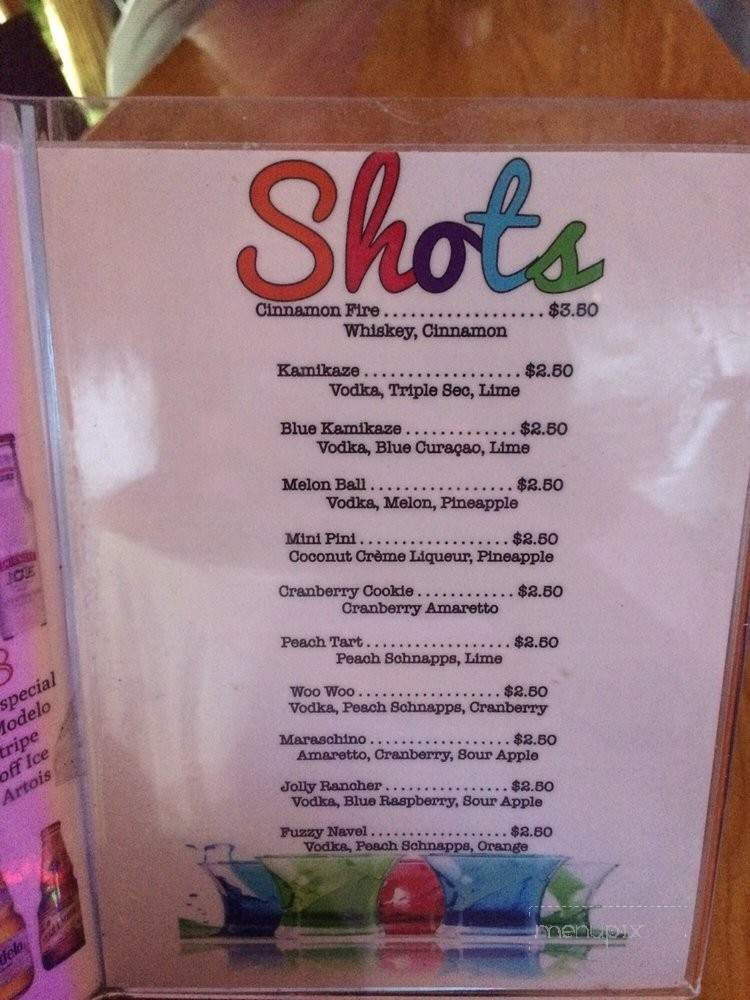 Shots
Cinnamon Fire .................. $3.50
Whiskey, Cinnamon
Kamikaze .................. $2.50
Vodka, Triple Sec, Lime
Blue Kamikaze ............. $2.50
Vodka, Blue Curaçao, Lime
Melon Ball ................. $2.50
Vodka, Melon, Pineapple
Mini Pini .................. $2.50
Coconut Crème Liqueur, Pineapple
Cranberry Cookie ............ $2.50
Cranberry Amaretto
Peach Tart .................. $2.50
Peach Schnapps, Lime
Woo Woo .................. $2.50
Vodka, Peach Schnapps, Cranberry
Maraschino .................. $2.50
Amaretto, Cranberry, Sour Apple
Jolly Rancher ................ $2.50
Vodka, Blue Raspberry, Sour Apple
Fuzzy Navel .................. $2.50
Vodka, Peach Schnapps, Orange
ICE
special
Modelo
tripe
off Ice
Artois
menupix